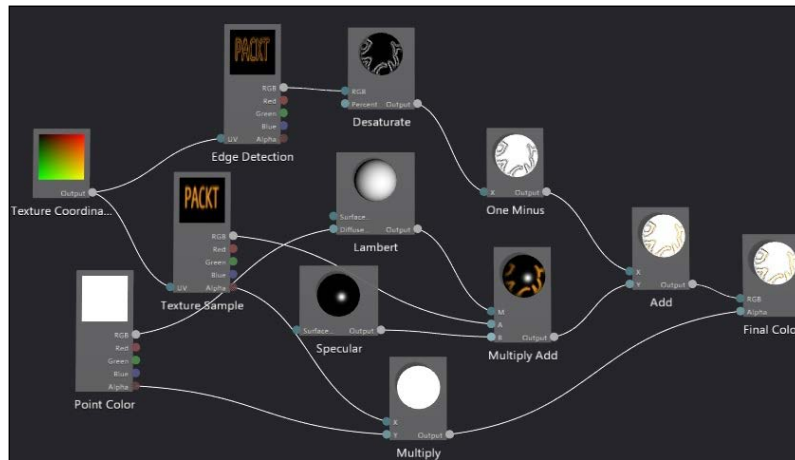 PACKT
RGB
Red
Green
Blue
UV
Alpha
Edge Detection
RGB
Percent..
Output
Desaturate
Output
Texture Coordina...
PACKT
RGB
Red
Green
Blue
UV
Alpha
Texture Sample
Surface..
Diffuse..
Output
Lambert
X
Output
One Minus
X
Y
Output
Add
RGB
Alpha
Final Colo
RGB
Red
Green
Blue
Alpha
Point Color
Surface..
Output
Specular
M
A
B
Output
Multiply Add
X
Y
Output
Multiply